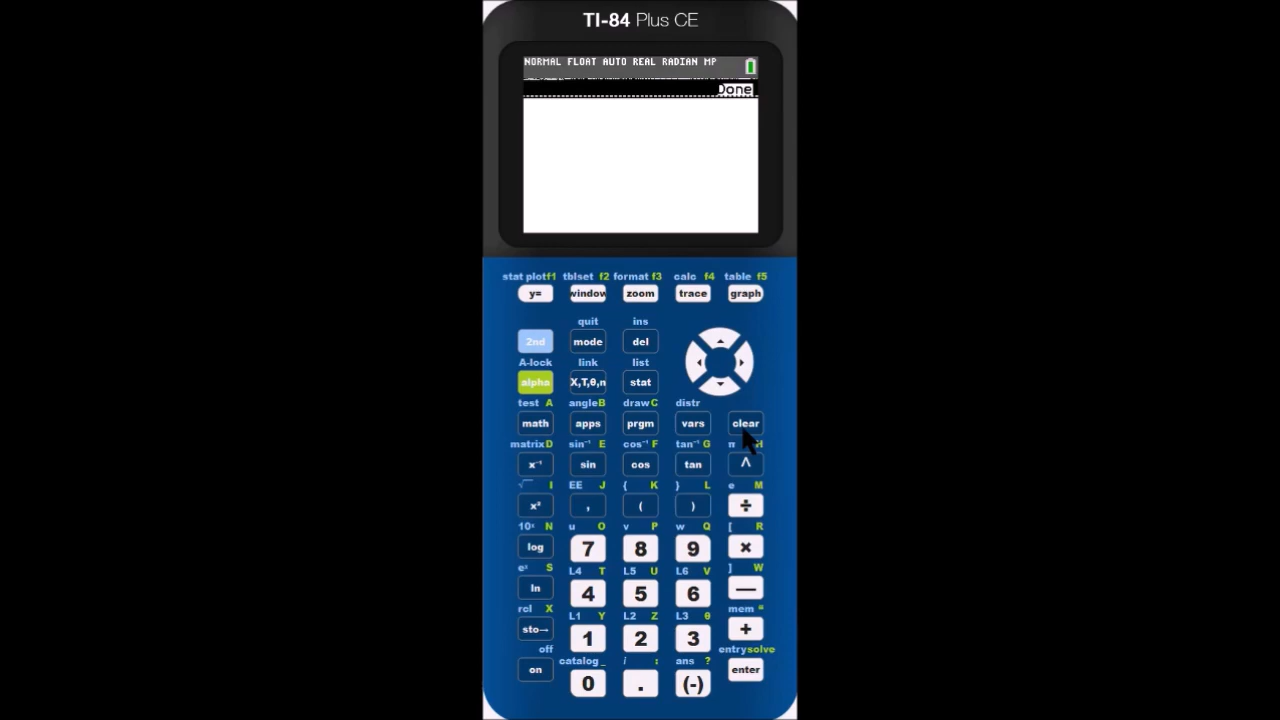 TI-84 Plus CE
NORMAL FLOAT AUTO REAL RADIAN MP
Done
stat plot f1 tblset f2 format f3 calc f4 table f5
y= window zoom trace graph
quit ins
2nd mode del
A-lock link list
alpha X,T,θ,n stat
test A angle B draw C distr
math apps prgm vars clear
matrix D sin⁻¹ E cos⁻¹ F tan⁻¹ G π H
x⁻¹ sin cos tan ^
√ I EE J { K } L e M
x² , ( ) ÷
10ˣ N u O v P w Q [ R
log 7 8 9 ×
eˣ S L4 T L5 U L6 V ] W
ln 4 5 6 —
rcl X L1 Y L2 Z L3 θ mem “
sto→ 1 2 3 +
off catalog _ i : ans ? entry solve
on 0 . (-) enter